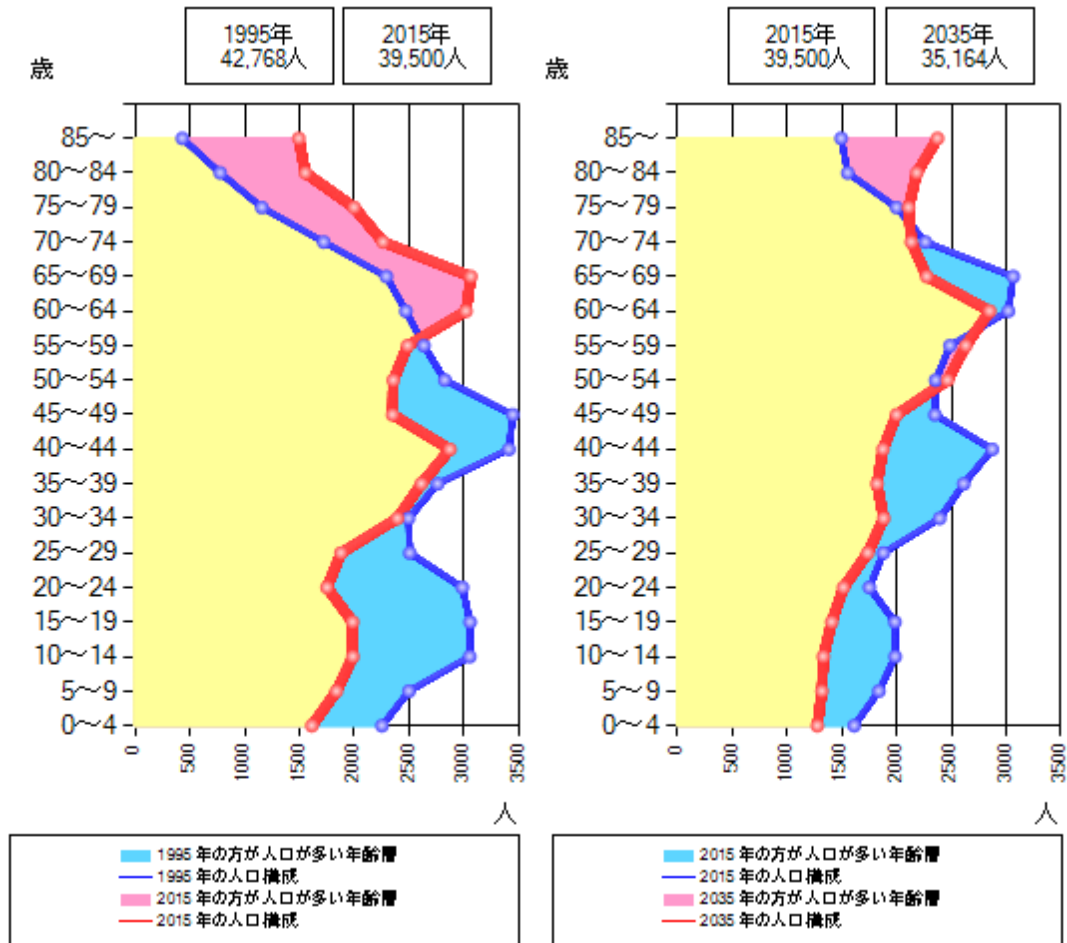 1995年
42,768人
2015年
39,500人
歳
85～
80～84
75～79
70～74
65～69
60～64
55～59
50～54
45～49
40～44
35～39
30～34
25～29
20～24
15～19
10～14
5～9
0～4
0
500
1000
1500
2000
2500
3000
3500
人
1995 年の方が人口が多い年齢層
1995 年の人口構成
2015 年の方が人口が多い年齢層
2015 年の人口構成
2015年
39,500人
2035年
35,164人
歳
85～
80～84
75～79
70～74
65～69
60～64
55～59
50～54
45～49
40～44
35～39
30～34
25～29
20～24
15～19
10～14
5～9
0～4
0
500
1000
1500
2000
2500
3000
3500
人
2015 年の方が人口が多い年齢層
2015 年の人口構成
2035 年の方が人口が多い年齢層
2035 年の人口構成